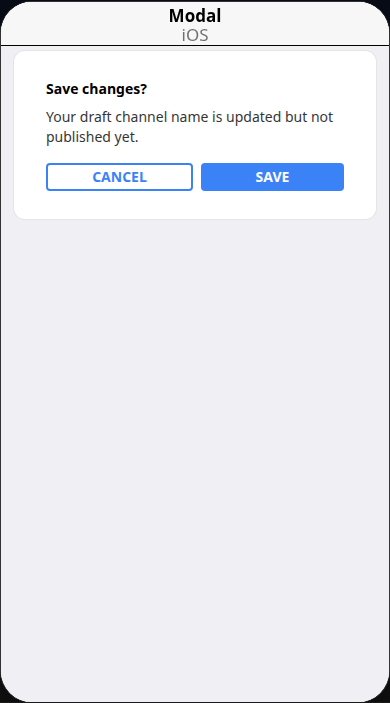 Modal
iOS
Save changes?
Your draft channel name is updated but not
published yet.
CANCEL
SAVE